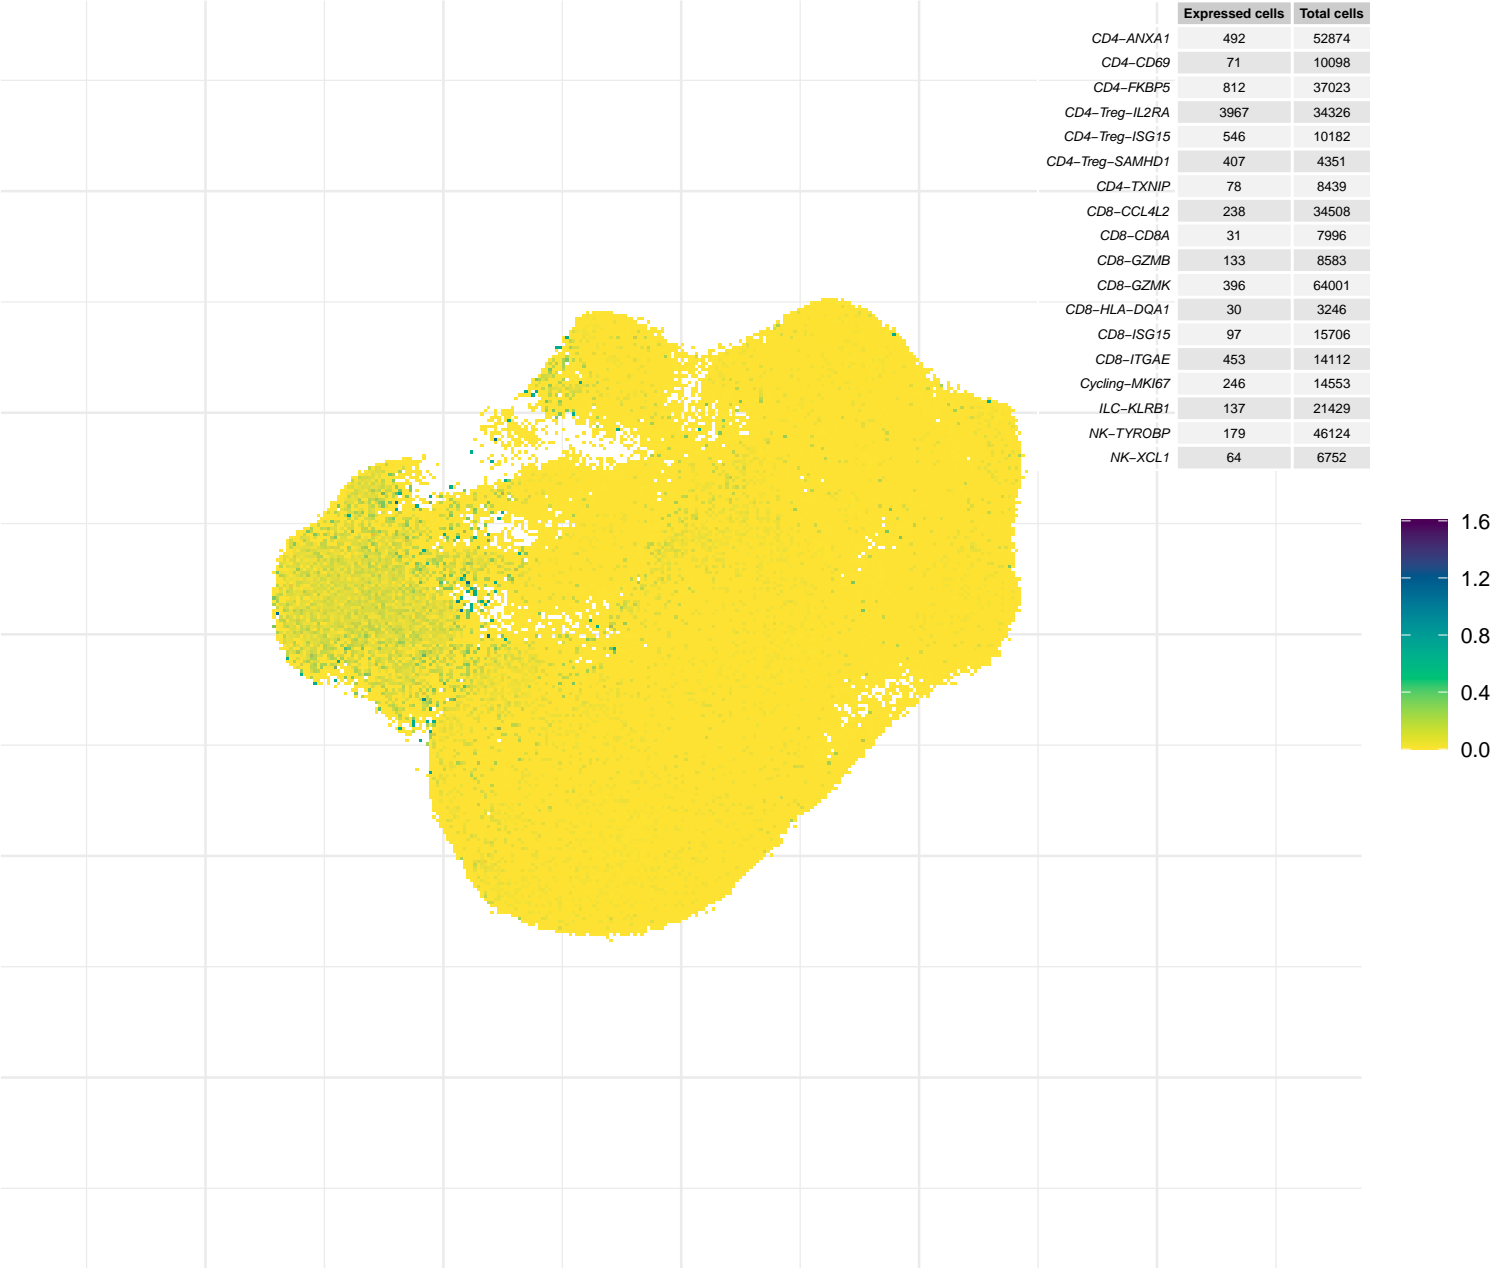 Expressed cells Total cells
CD4−ANXA1 492 52874
CD4−CD69 71 10098
CD4−FKBP5 812 37023
CD4−Treg−IL2RA 3967 34326
CD4−Treg−ISG15 546 10182
CD4−Treg−SAMHD1 407 4351
CD4−TXNIP 78 8439
CD8−CCL4L2 238 34508
CD8−CD8A 31 7996
CD8−GZMB 133 8583
CD8−GZMK 396 64001
CD8−HLA−DQA1 30 3246
CD8−ISG15 97 15706
CD8−ITGAE 453 14112
Cycling−MKI67 246 14553
ILC−KLRB1 137 21429
NK−TYROBP 179 46124
NK−XCL1 64 6752
1.6
1.2
0.8
0.4
0.0